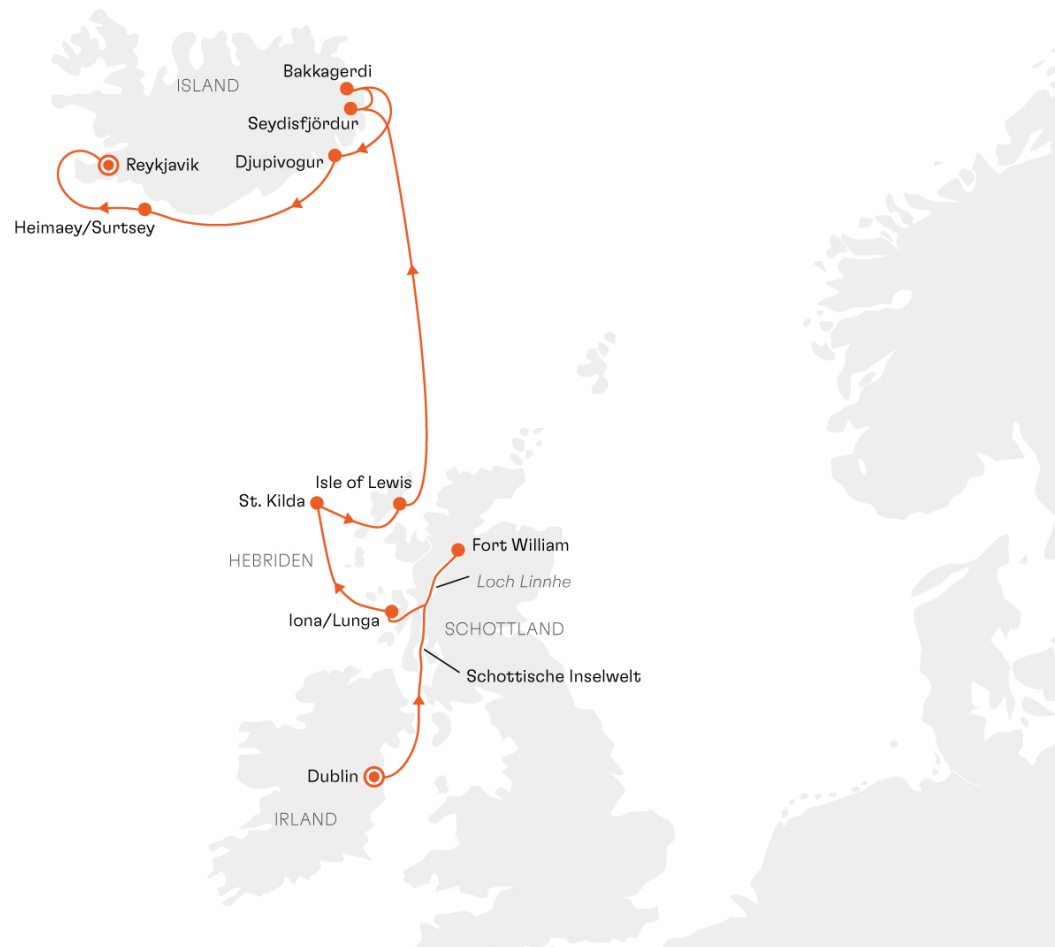 Bakkagerdi
ISLAND
Seydisfjördur
Djupivogur
Reykjavik
Heimaey/Surtsey
Isle of Lewis
St. Kilda
Fort William
HEBRIDEN
Loch Linnhe
Iona/Lunga
SCHOTTLAND
Schottische Inselwelt
Dublin
IRLAND